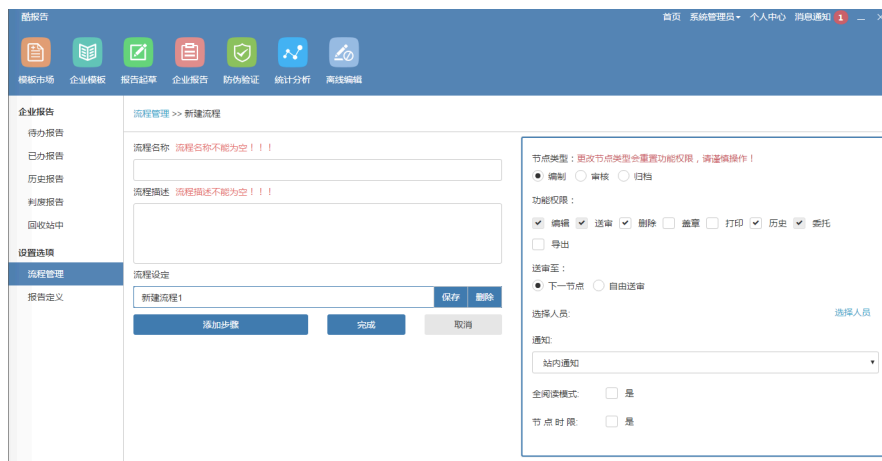 酷报告
首页 系统管理员 个人中心 消息通知 1
模板市场 企业模板 报告起草 企业报告 防伪验证 统计分析 离线编辑
企业报告
待办报告
已办报告
历史报告
判废报告
回收站中
设置选项
流程管理
报告定义
流程管理 >> 新建流程
流程名称 流程名称不能为空！！！
流程描述 流程描述不能为空！！！
流程设定
新建流程1 保存 删除
添加步骤 完成 取消
节点类型：更改节点类型会重置功能权限，请谨慎操作！
编制 审核 归档
功能权限：
编辑 送审 删除 盖章 打印 历史 委托
导出
送审至：
下一节点 自由送审
选择人员: 选择人员
通知:
站内通知
全阅读模式: 是
节点时限: 是